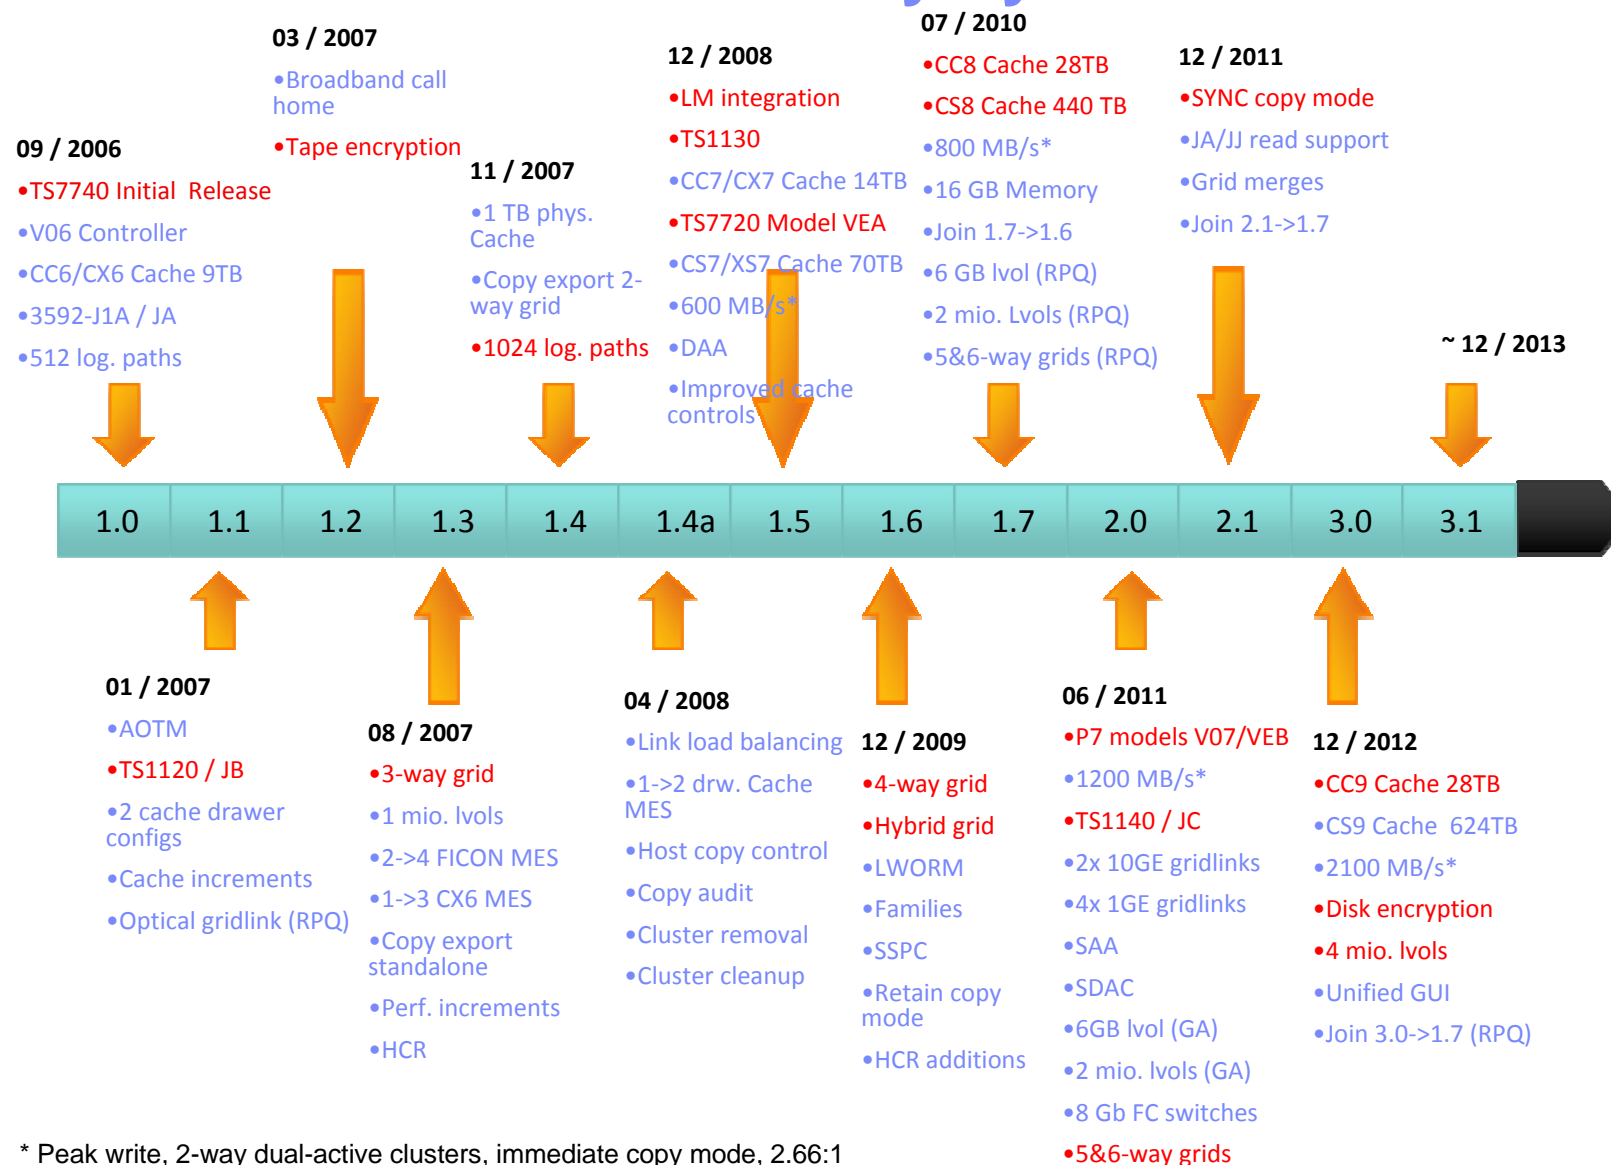 03 / 2007
•Broadband call
home
•Tape encryption
09 / 2006
•TS7740 Initial  Release
•V06 Controller
•CC6/CX6 Cache 9TB
•3592-J1A / JA
•512 log. paths
11 / 2007
•1 TB phys.
Cache
•Copy export 2-
way grid
•1024 log. paths
12 / 2008
•LM integration
•TS1130
•CC7/CX7 Cache 14TB
•TS7720 Model VEA
•CS7/XS7 Cache 70TB
•600 MB/s*
•DAA
•Improved cache
controls
07 / 2010
•CC8 Cache 28TB
•CS8 Cache 440 TB
•800 MB/s*
•16 GB Memory
•Join 1.7->1.6
•6 GB lvol (RPQ)
•2 mio. Lvols (RPQ)
•5&6-way grids (RPQ)
12 / 2011
•SYNC copy mode
•JA/JJ read support
•Grid merges
•Join 2.1->1.7
~ 12 / 2013
1.0 1.1 1.2 1.3 1.4 1.4a 1.5 1.6 1.7 2.0 2.1 3.0 3.1
01 / 2007
•AOTM
•TS1120 / JB
•2 cache drawer
configs
•Cache increments
•Optical gridlink (RPQ)
08 / 2007
•3-way grid
•1 mio. lvols
•2->4 FICON MES
•1->3 CX6 MES
•Copy export
standalone
•Perf. increments
•HCR
04 / 2008
•Link load balancing
•1->2 drw. Cache
MES
•Host copy control
•Copy audit
•Cluster removal
•Cluster cleanup
12 / 2009
•4-way grid
•Hybrid grid
•LWORM
•Families
•SSPC
•Retain copy
mode
•HCR additions
06 / 2011
•P7 models V07/VEB
•1200 MB/s*
•TS1140 / JC
•2x 10GE gridlinks
•4x 1GE gridlinks
•SAA
•SDAC
•6GB lvol (GA)
•2 mio. lvols (GA)
•8 Gb FC switches
•5&6-way grids
12 / 2012
•CC9 Cache 28TB
•CS9 Cache  624TB
•2100 MB/s*
•Disk encryption
•4 mio. lvols
•Unified GUI
•Join 3.0->1.7 (RPQ)
* Peak write, 2-way dual-active clusters, immediate copy mode, 2.66:1